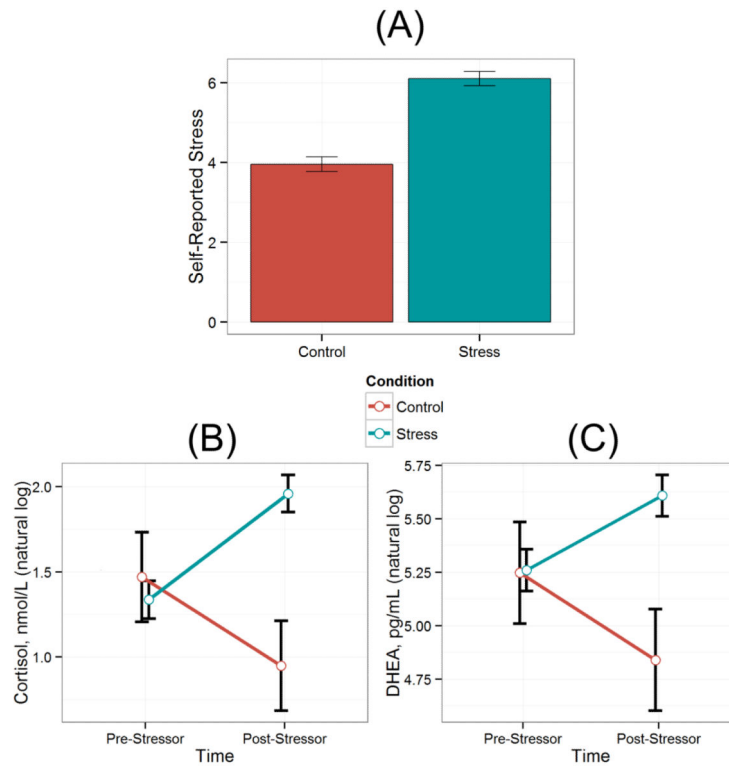 (A)
Self-Reported Stress
6
4
2
0
Control
Stress
Condition
Control
Stress
(B)
Cortisol, nmol/L (natural log)
2.0
1.5
1.0
Pre-Stressor
Post-Stressor
Time
(C)
DHEA, pg/mL (natural log)
5.75
5.50
5.25
5.00
4.75
Pre-Stressor
Post-Stressor
Time